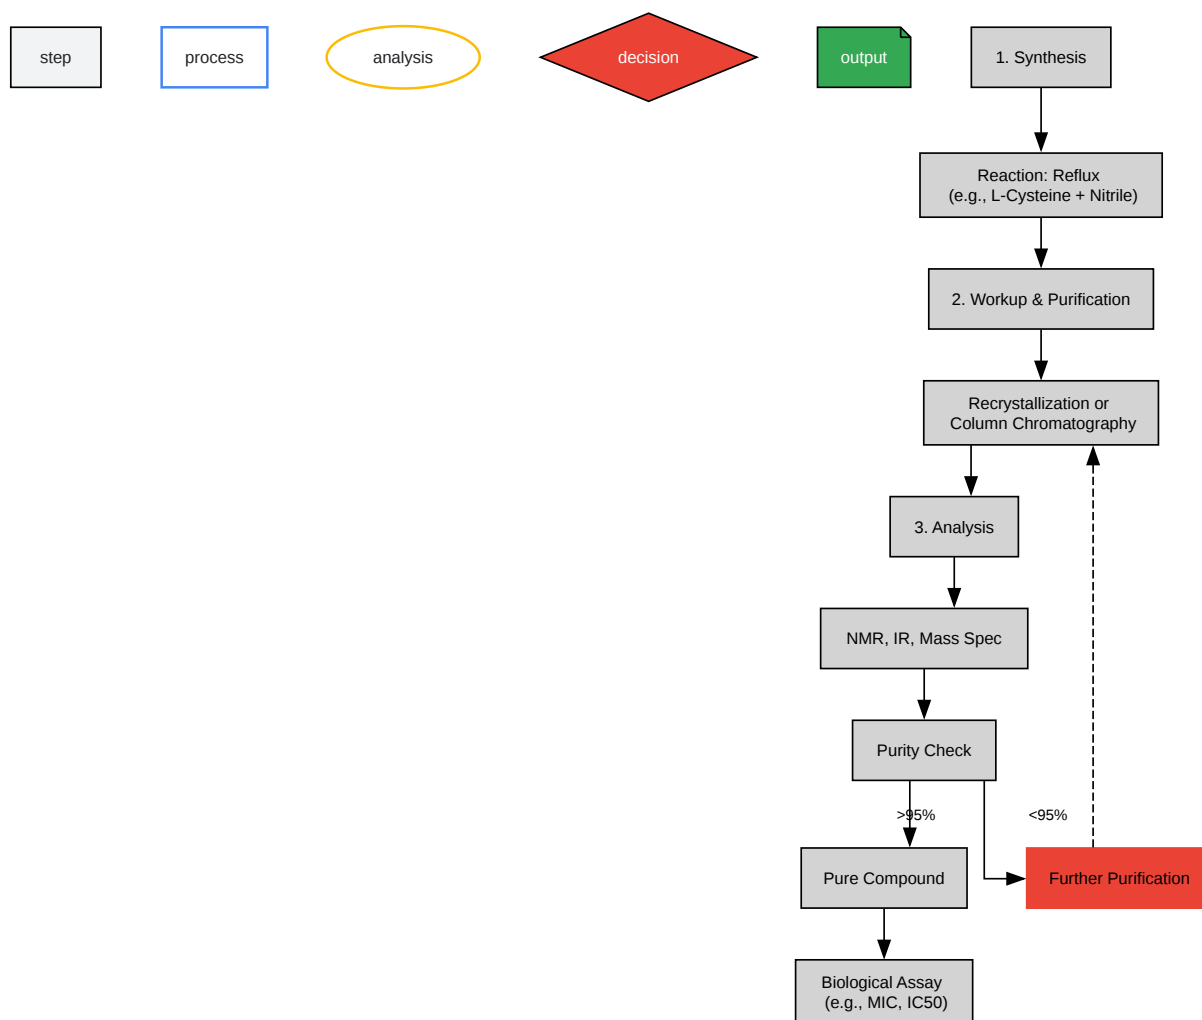 step
process
analysis
decision
output
1. Synthesis
Reaction: Reflux
(e.g., L-Cysteine + Nitrile)
2. Workup & Purification
Recrystallization or
Column Chromatography
3. Analysis
NMR, IR, Mass Spec
Purity Check
>95%
<95%
Pure Compound
Further Purification
Biological Assay
(e.g., MIC, IC50)